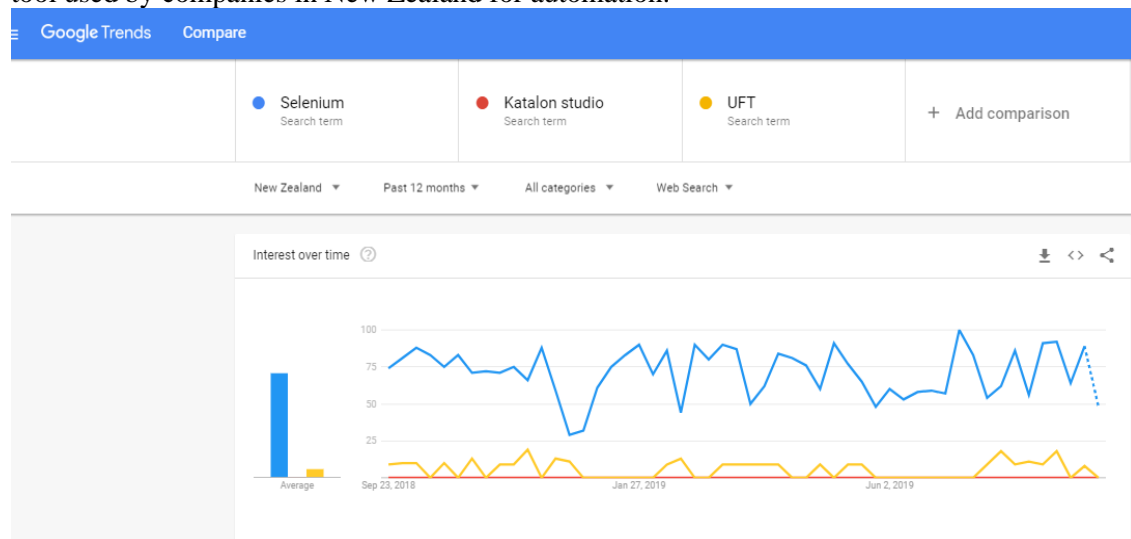 tool used by companies in New Zealand for automation.
Google Trends Compare
Selenium
Search term
Katalon studio
Search term
UFT
Search term
+ Add comparison
New Zealand Past 12 months All categories Web Search
Interest over time
100
75
50
25
Average
Sep 23, 2018 Jan 27, 2019 Jun 2, 2019